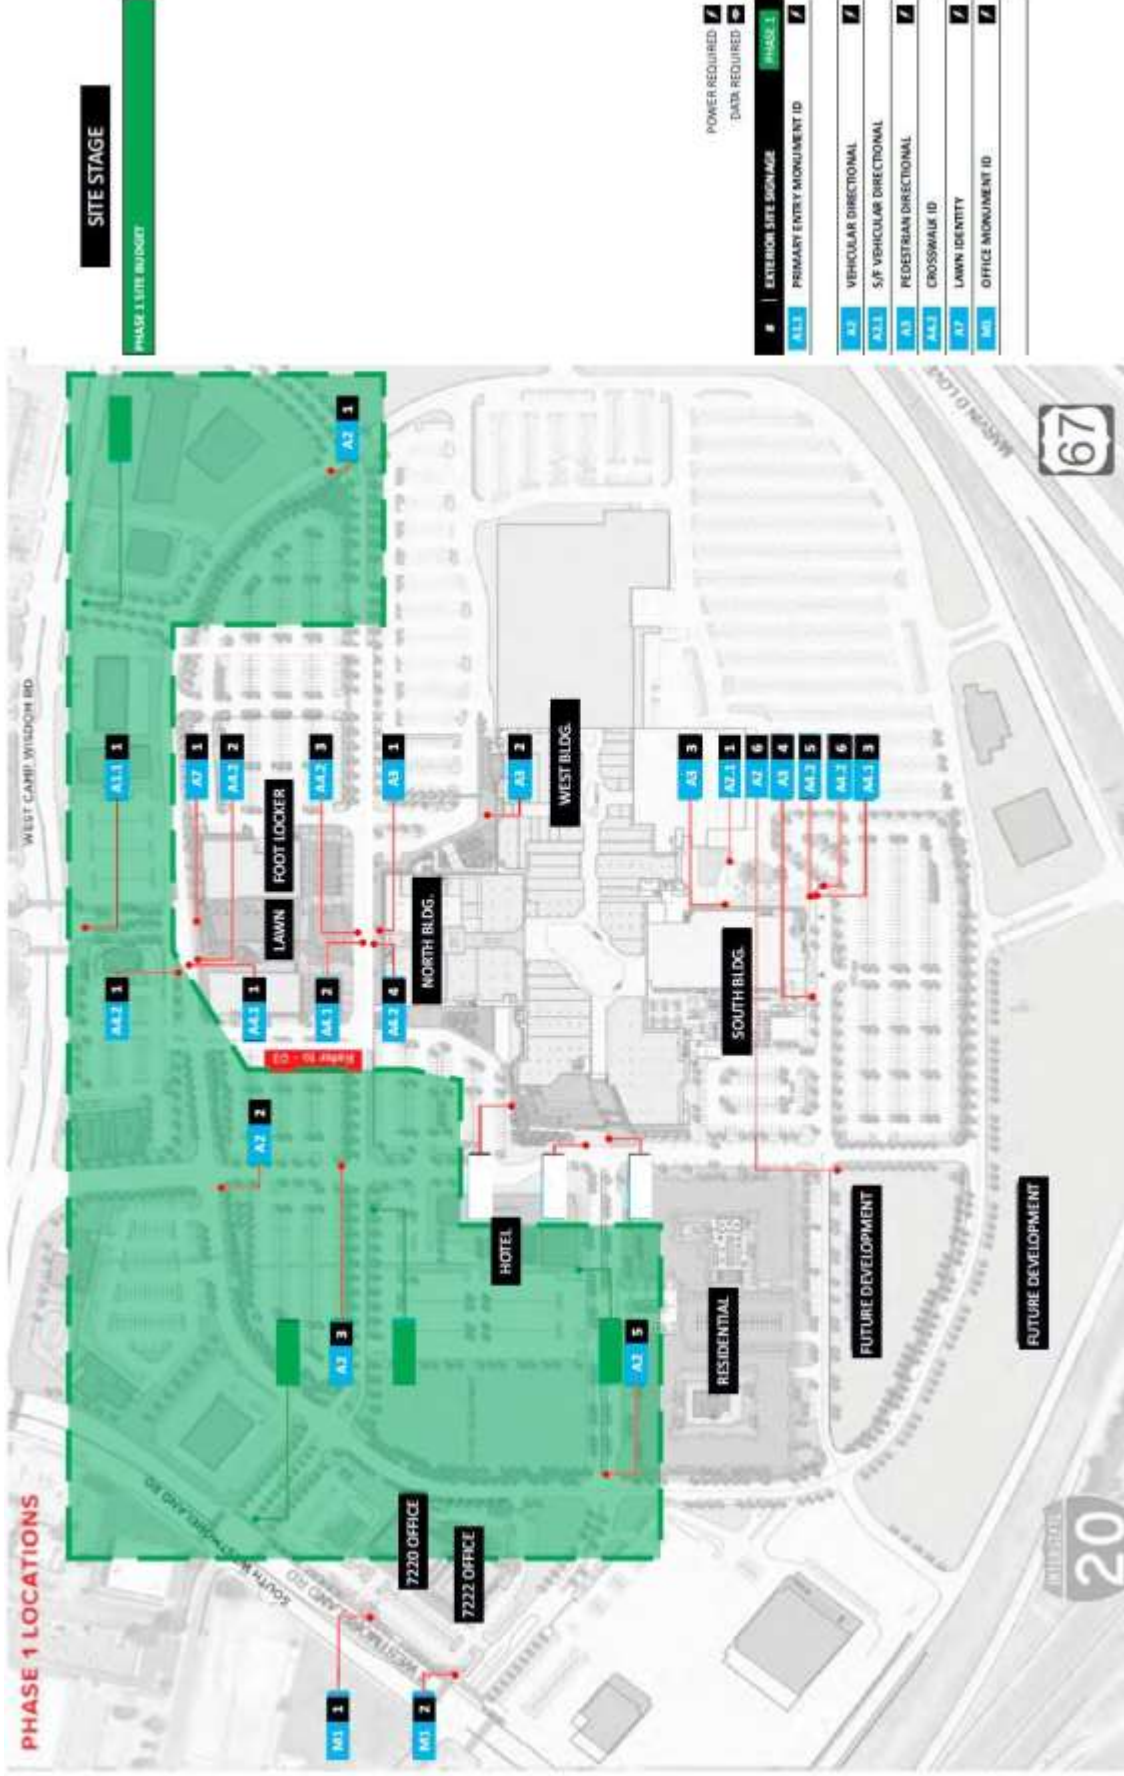 PHASE 1 LOCATIONS
SITE STAGE
PHASE 1 SITE BUDGET
WEST CAMP WISDOM RD
SOUTH WESTMORELAND RD
A1.1 1
A4.2 1
A7 1
A4.2 2
A4.1 1
LAWN
FOOT LOCKER
A2 1
A2 2
Refer to - 03
A4.1 2
A4.2 3
A2 3
M1 1
A4.2 4
A3 1
NORTH BLDG.
7220 OFFICE
M1 2
7222 OFFICE
HOTEL
A3 2
WEST BLDG.
A2 5
A3 3
RESIDENTIAL
SOUTH BLDG.
A2.1 1
A2 6
A3 4
A4.2 5
A4.2 6
A4.1 3
FUTURE DEVELOPMENT
FUTURE DEVELOPMENT
67
INTERSTATE
20
POWER REQUIRED
DATA REQUIRED
# EXTERIOR SITE SIGNAGE PHASE 1
A1.1 PRIMARY ENTRY MONUMENT ID
A2 VEHICULAR DIRECTIONAL
A2.1 S/F VEHICULAR DIRECTIONAL
A3 PEDESTRIAN DIRECTIONAL
A4.2 CROSSWALK ID
A7 LAWN IDENTITY
M1 OFFICE MONUMENT ID